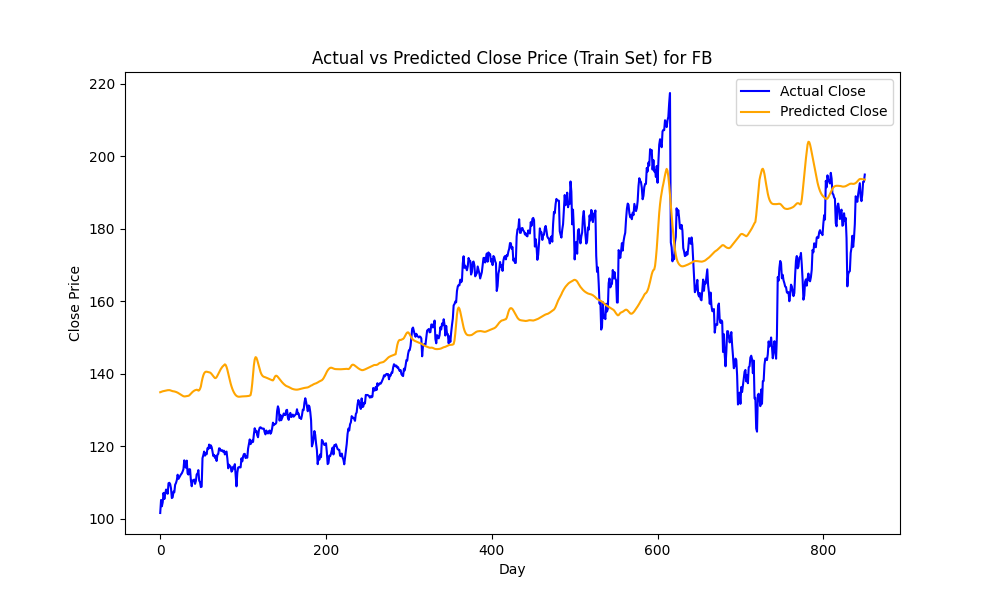 Actual vs Predicted Close Price (Train Set) for FB
Actual Close
Predicted Close
Close Price
220
200
180
160
140
120
100
0 200 400 600 800
Day